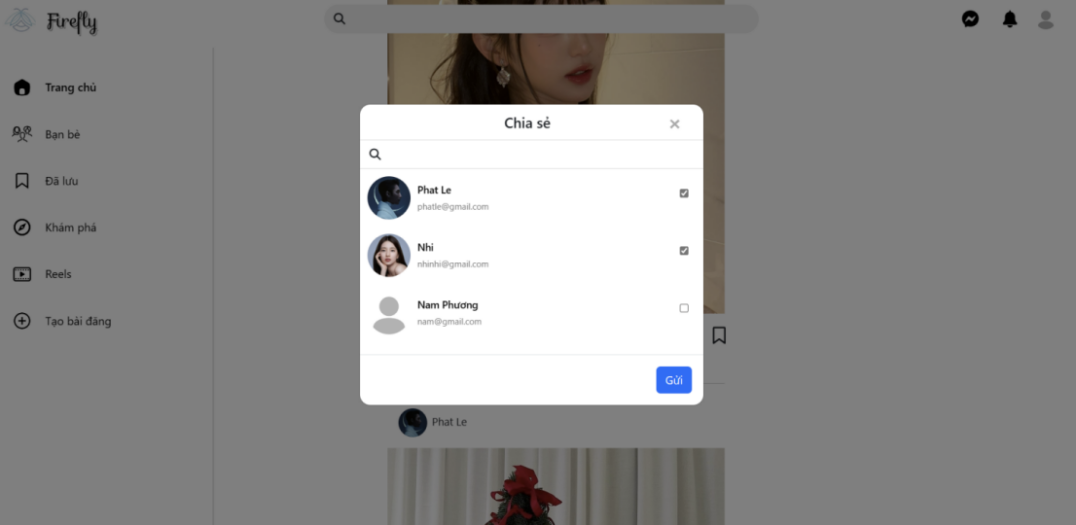 Firefly
Trang chủ
Bạn bè
Đã lưu
Khám phá
Reels
Tạo bài đăng
Chia sẻ
Phat Le
phatle@gmail.com
Nhi
nhinhi@gmail.com
Nam Phương
nam@gmail.com
Gửi
Phat Le